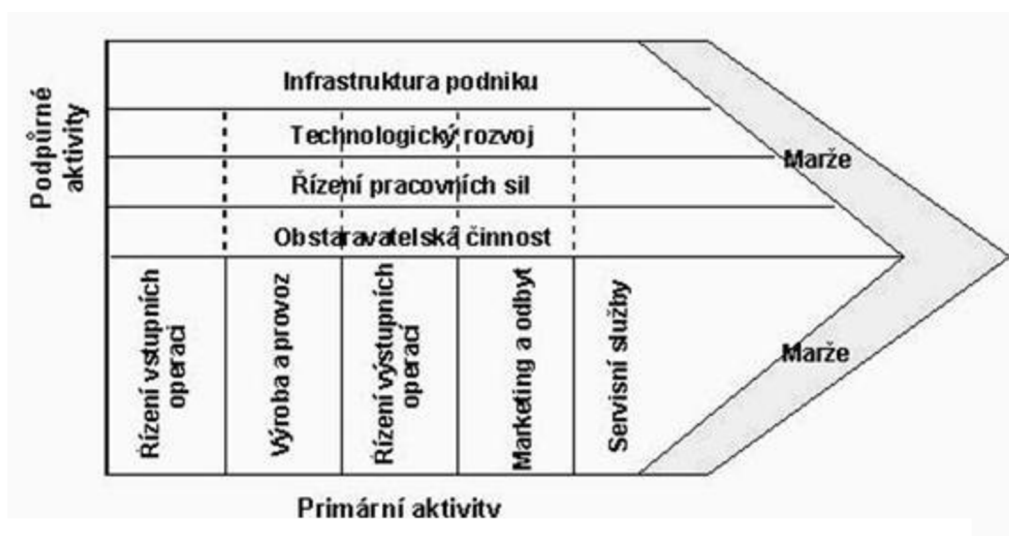 Podpůrné
aktivity
Infrastruktura podniku
Technologický rozvoj
Řízení pracovních sil
Obstaravatelská činnost
Marže
Řízení vstupních
operací
Výroba a provoz
Řízení výstupních
operací
Marketing a odbyt
Servisní služby
Marže
Primární aktivity